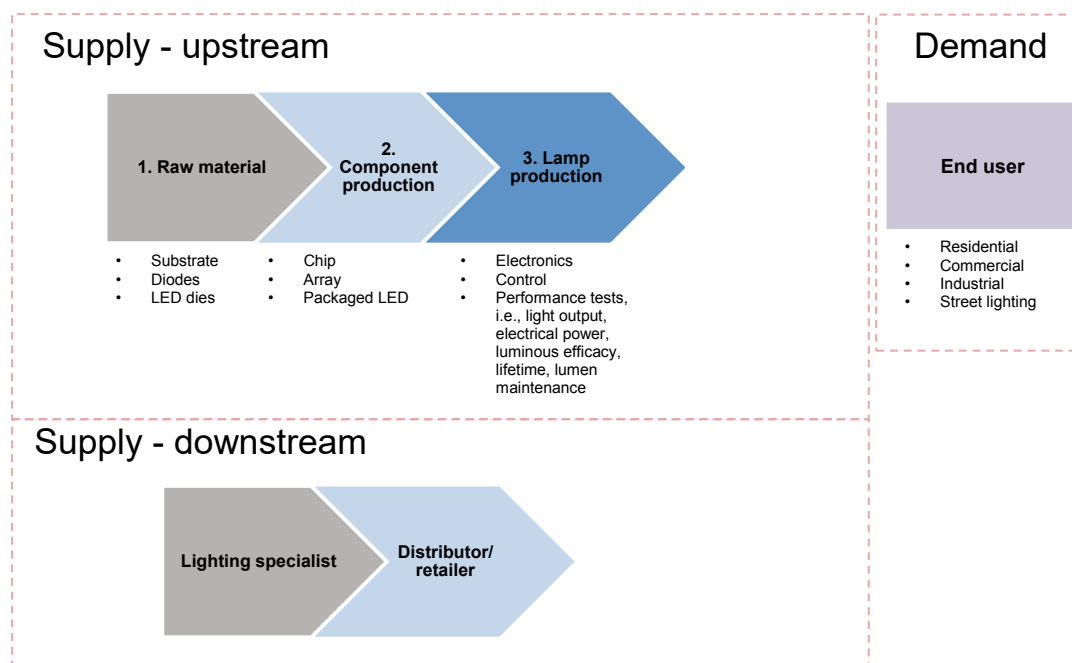 Supply - upstream
1. Raw material
2.
Component
production
3. Lamp
production
• Substrate
• Diodes
• LED dies
• Chip
• Array
• Packaged LED
• Electronics
• Control
• Performance tests,
i.e., light output,
electrical power,
luminous efficacy,
lifetime, lumen
maintenance
Demand
End user
• Residential
• Commercial
• Industrial
• Street lighting
Supply - downstream
Lighting specialist
Distributor/
retailer